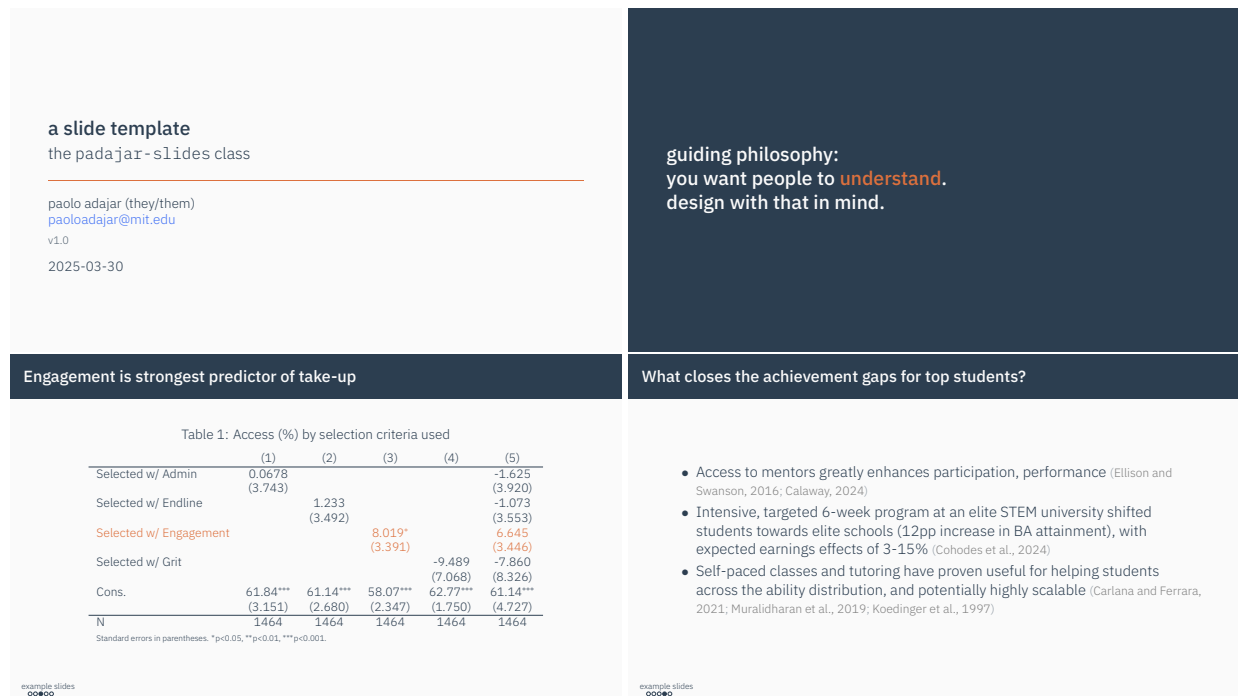 a slide template
the padajar-slides class
paolo adajar (they/them)
paoloadajar@mit.edu
v1.0
2025-03-30
guiding philosophy:
you want people to understand.
design with that in mind.
Engagement is strongest predictor of take-up
Table 1: Access (%) by selection criteria used
(1) (2) (3) (4) (5)
Selected w/ Admin 0.0678 -1.625
(3.743) (3.920)
Selected w/ Endline 1.233 -1.073
(3.492) (3.553)
Selected w/ Engagement 8.019* 6.645
(3.391) (3.446)
Selected w/ Grit -9.489 -7.860
(7.068) (8.326)
Cons. 61.84*** 61.14*** 58.07*** 62.77*** 61.14***
(3.151) (2.680) (2.347) (1.750) (4.727)
N 1464 1464 1464 1464 1464
Standard errors in parentheses. *p<0.05, **p<0.01, ***p<0.001.
example slides
What closes the achievement gaps for top students?
● Access to mentors greatly enhances participation, performance (Ellison and
Swanson, 2016; Calaway, 2024)
● Intensive, targeted 6-week program at an elite STEM university shifted
students towards elite schools (12pp increase in BA attainment), with
expected earnings effects of 3-15% (Cohodes et al., 2024)
● Self-paced classes and tutoring have proven useful for helping students
across the ability distribution, and potentially highly scalable (Carlana and Ferrara,
2021; Muralidharan et al., 2019; Koedinger et al., 1997)
example slides